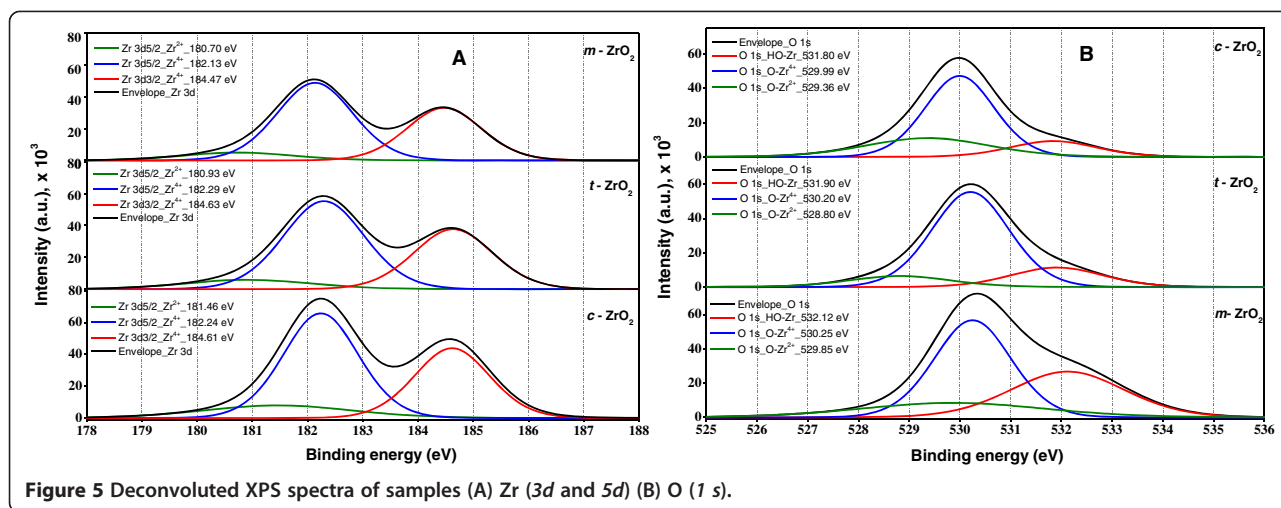 A
m - ZrO₂
Zr 3d5/2_Zr²⁺_180.70 eV
Zr 3d5/2_Zr⁴⁺_182.13 eV
Zr 3d3/2_Zr⁴⁺_184.47 eV
Envelope_Zr 3d
80
60
40
20
80
t - ZrO₂
Zr 3d5/2_Zr²⁺_180.93 eV
Zr 3d5/2_Zr⁴⁺_182.29 eV
Zr 3d3/2_Zr⁴⁺_184.63 eV
Envelope_Zr 3d
60
40
20
80
c - ZrO₂
Zr 3d5/2_Zr²⁺_181.46 eV
Zr 3d5/2_Zr⁴⁺_182.24 eV
Zr 3d3/2_Zr⁴⁺_184.61 eV
Envelope_Zr 3d
60
40
20
0
Intensity (a.u.), x 10³
178 179 180 181 182 183 184 185 186 187 188
Binding energy (eV)
B
c - ZrO₂
Envelope_O 1s
O 1s_HO-Zr_531.80 eV
O 1s_O-Zr⁴⁺_529.99 eV
O 1s_O-Zr²⁺_529.36 eV
80
60
40
20
0
t - ZrO₂
Envelope_O 1s
O 1s_HO-Zr_531.90 eV
O 1s_O-Zr⁴⁺_530.20 eV
O 1s_O-Zr²⁺_528.80 eV
60
40
20
0
m- ZrO₂
Envelope_O 1s
O 1s_HO-Zr_532.12 eV
O 1s_O-Zr⁴⁺_530.25 eV
O 1s_O-Zr²⁺_529.85 eV
60
40
20
0
Intensity (a.u.), x 10³
525 526 527 528 529 530 531 532 533 534 535 536
Binding energy (eV)
Figure 5 Deconvoluted XPS spectra of samples (A) Zr (3d and 5d) (B) O (1 s).